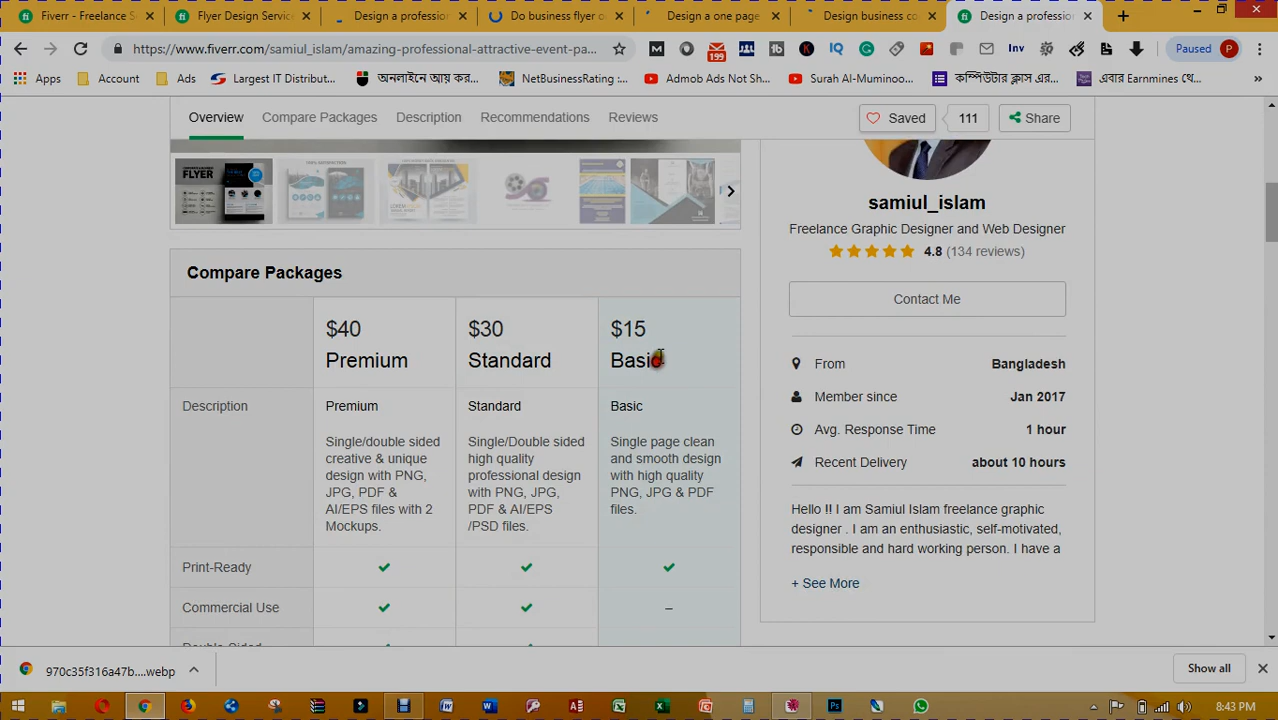 Fiverr - Freelance S
Flyer Design Service
Design a profession
Do business flyer o
Design a one page
Design business co
Design a profession
https://www.fiverr.com/samiul_islam/amazing-professional-attractive-event-pa...
199
Inv
Paused
P
Apps
Account
Ads
Largest IT Distribut...
অনলাইনে আয় কর...
NetBusinessRating :...
Admob Ads Not Sh...
Surah Al-Muminoo...
কম্পিউটার ক্লাস এর...
এবার Earnmines থে...
Overview
Compare Packages
Description
Recommendations
Reviews
Saved
111
Share
FLYER
samiul_islam
Freelance Graphic Designer and Web Designer
4.8 (134 reviews)
Contact Me
From Bangladesh
Member since Jan 2017
Avg. Response Time 1 hour
Recent Delivery about 10 hours
Hello !! I am Samiul Islam freelance graphic
designer . I am an enthusiastic, self-motivated,
responsible and hard working person. I have a
+ See More
Compare Packages
$40 $30 $15
Premium Standard Basic
Description
Premium
Single/double sided
creative & unique
design with PNG,
JPG, PDF &
AI/EPS files with 2
Mockups.
Standard
Single/Double sided
high quality
professional design
with PNG, JPG,
PDF & AI/EPS
/PSD files.
Basic
Single page clean
and smooth design
with high quality
PNG, JPG & PDF
files.
Print-Ready
Commercial Use
–
Double-Sided
970c35f316a47b....webp
Show all
8:43 PM